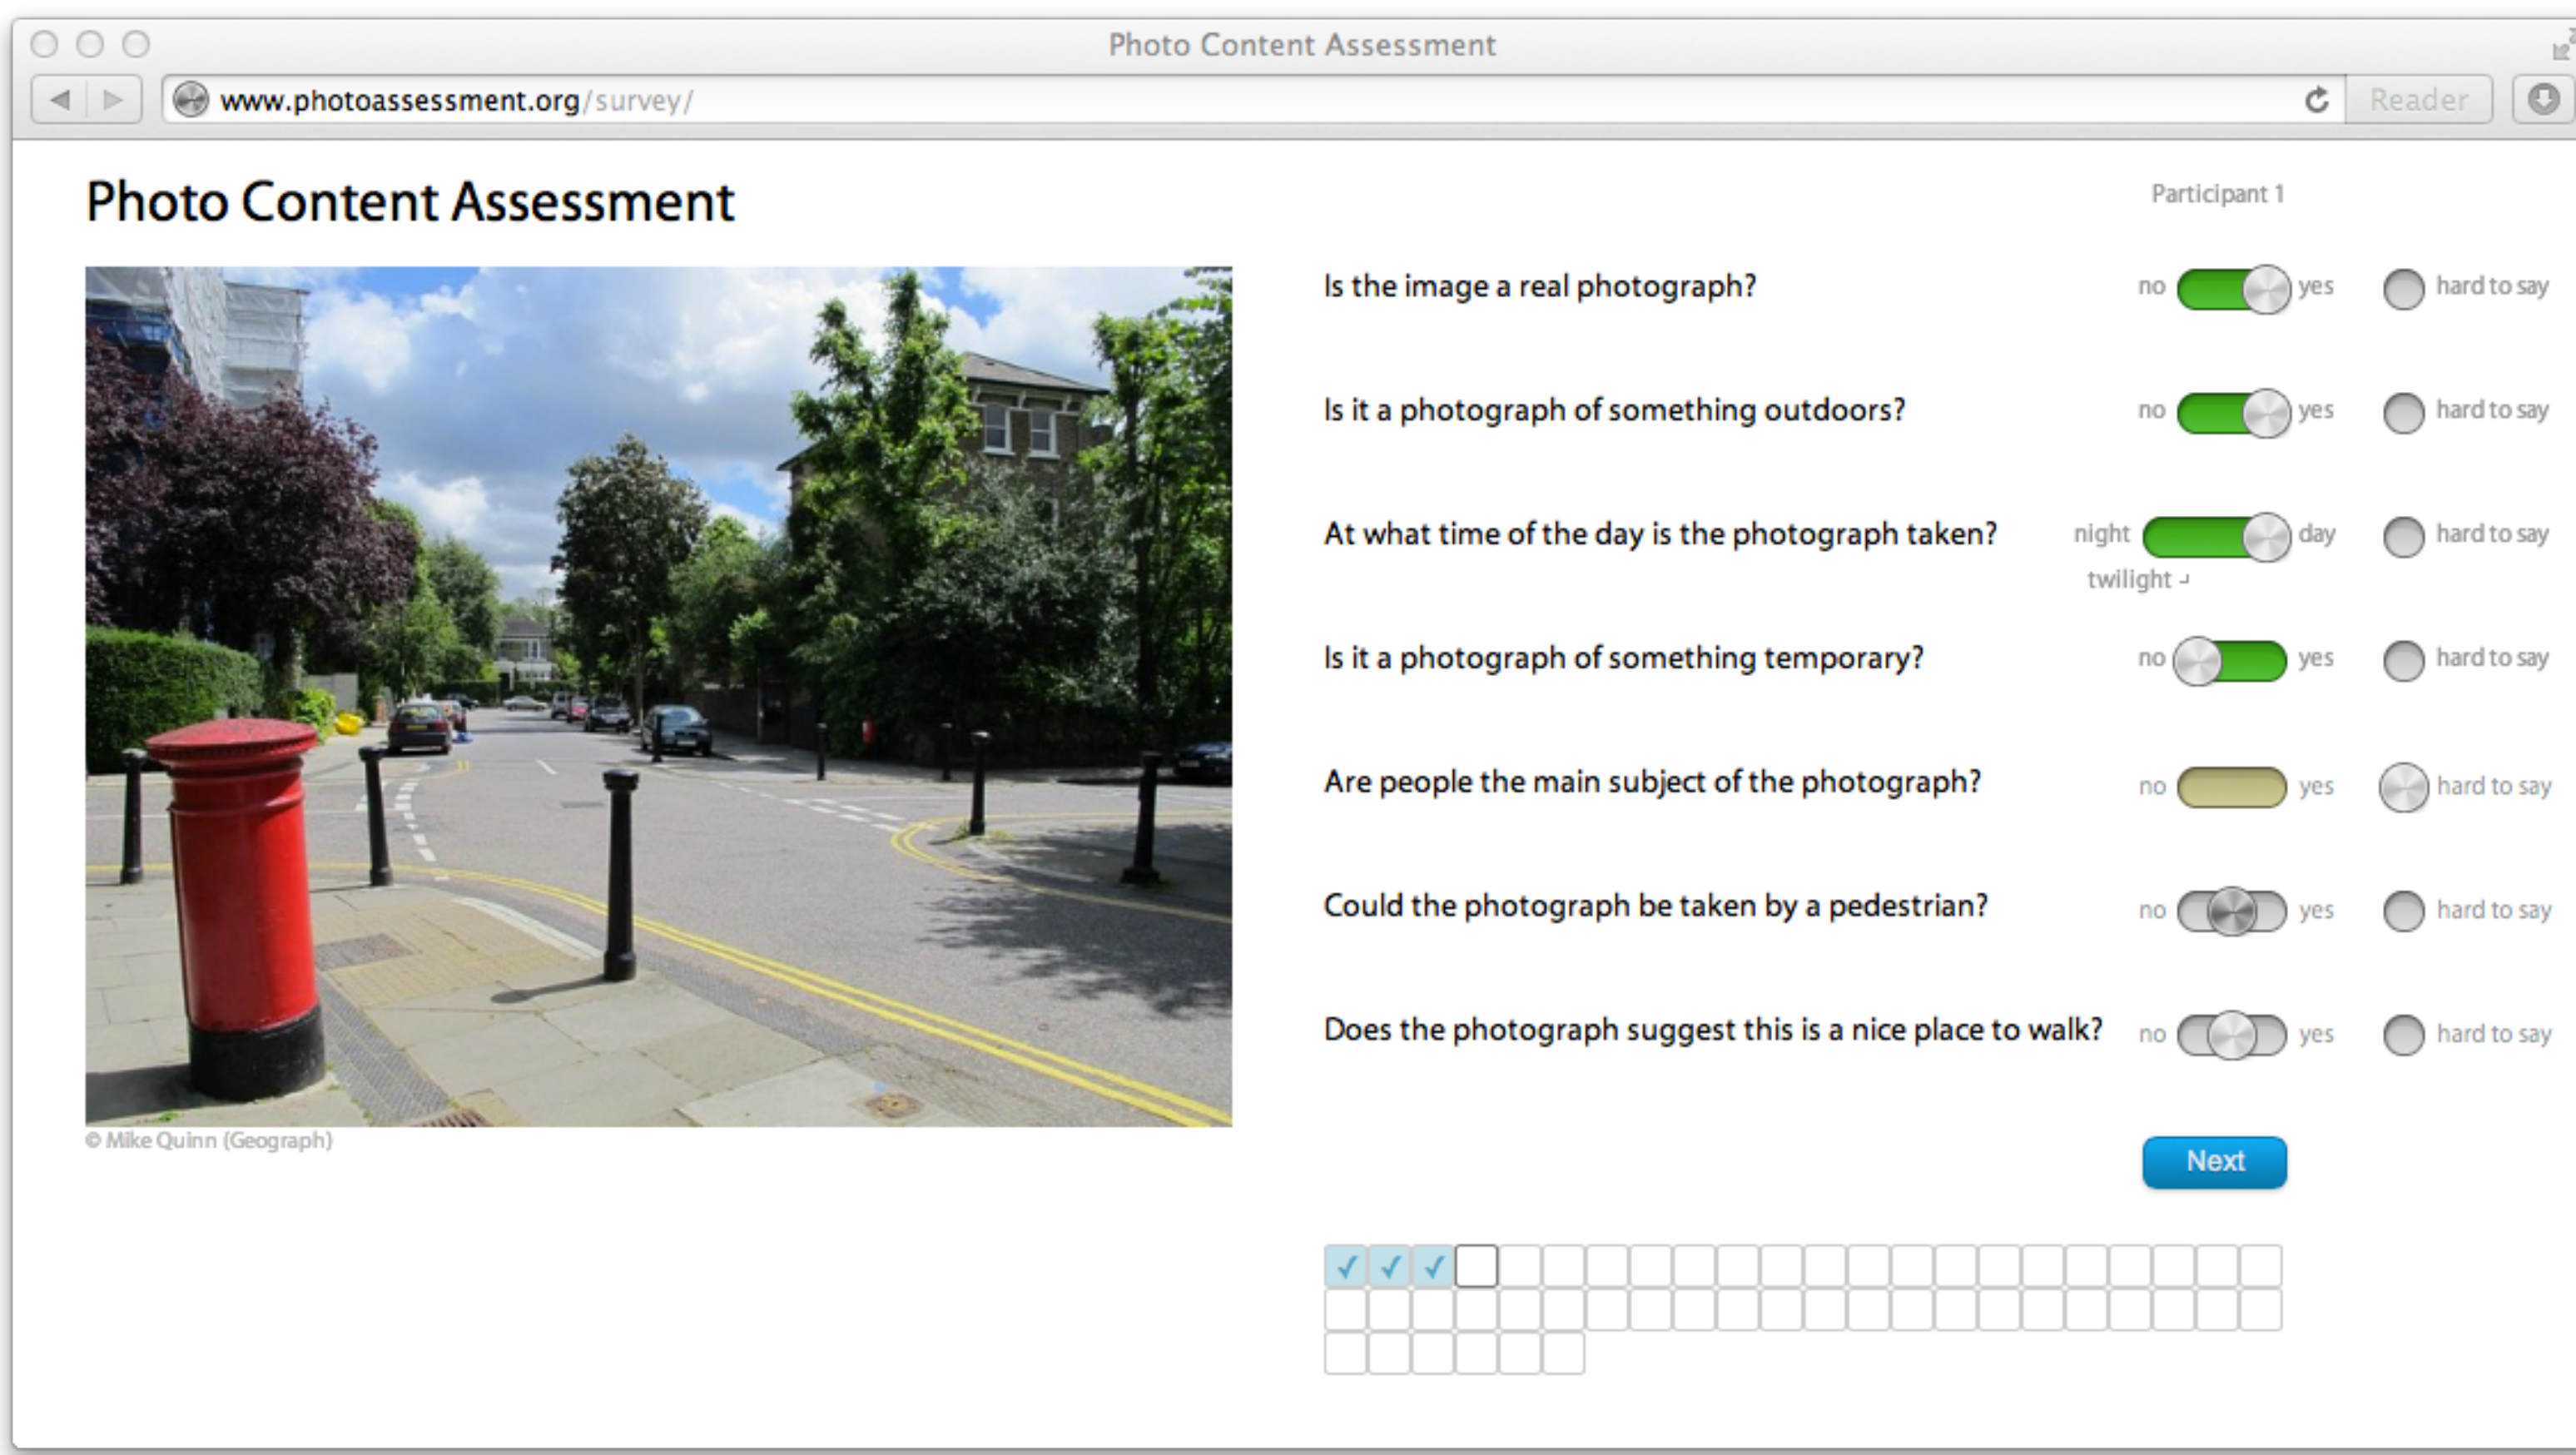 Photo Content Assessment
www.photoassessment.org/survey/
Reader
Photo Content Assessment
Participant 1
Is the image a real photograph?
no yes hard to say
Is it a photograph of something outdoors?
no yes hard to say
At what time of the day is the photograph taken?
night day hard to say
twilight
Is it a photograph of something temporary?
no yes hard to say
Are people the main subject of the photograph?
no yes hard to say
Could the photograph be taken by a pedestrian?
no yes hard to say
Does the photograph suggest this is a nice place to walk?
no yes hard to say
© Mike Quinn (Geograph)
Next